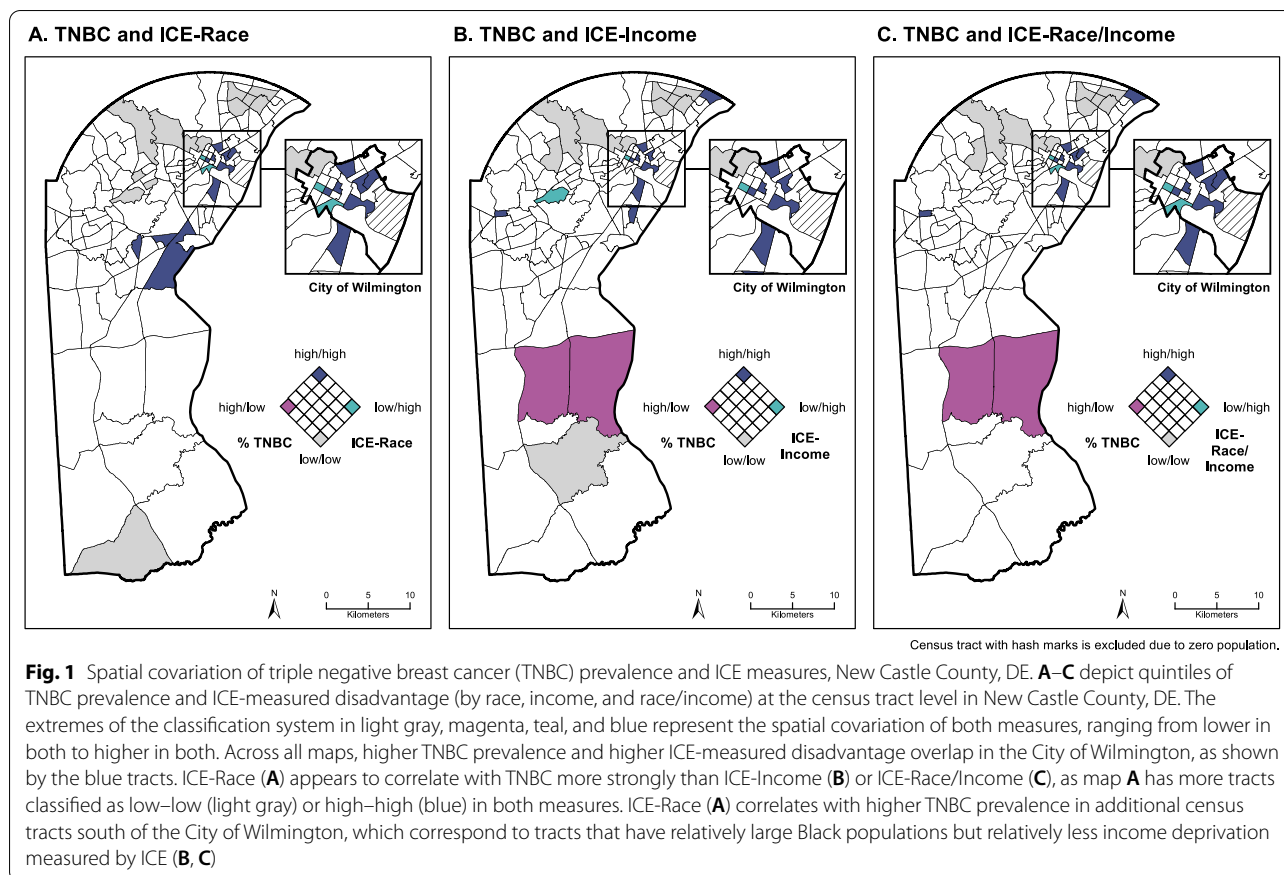 A. TNBC and ICE-Race
B. TNBC and ICE-Income
C. TNBC and ICE-Race/Income
City of Wilmington
high/high
high/low
low/high
% TNBC
ICE-Race
low/low
N
0 10
Kilometers
City of Wilmington
high/high
high/low
low/high
% TNBC
ICE-
Income
low/low
N
0 10
Kilometers
City of Wilmington
high/high
high/low
low/high
% TNBC
ICE-
Race/
Income
low/low
N
0 10
Kilometers
Census tract with hash marks is excluded due to zero population.
Fig. 1 Spatial covariation of triple negative breast cancer (TNBC) prevalence and ICE measures, New Castle County, DE. A–C depict quintiles of
TNBC prevalence and ICE-measured disadvantage (by race, income, and race/income) at the census tract level in New Castle County, DE. The
extremes of the classification system in light gray, magenta, teal, and blue represent the spatial covariation of both measures, ranging from lower in
both to higher in both. Across all maps, higher TNBC prevalence and higher ICE-measured disadvantage overlap in the City of Wilmington, as shown
by the blue tracts. ICE-Race (A) appears to correlate with TNBC more strongly than ICE-Income (B) or ICE-Race/Income (C), as map A has more tracts
classified as low–low (light gray) or high–high (blue) in both measures. ICE-Race (A) correlates with higher TNBC prevalence in additional census
tracts south of the City of Wilmington, which correspond to tracts that have relatively large Black populations but relatively less income deprivation
measured by ICE (B, C)